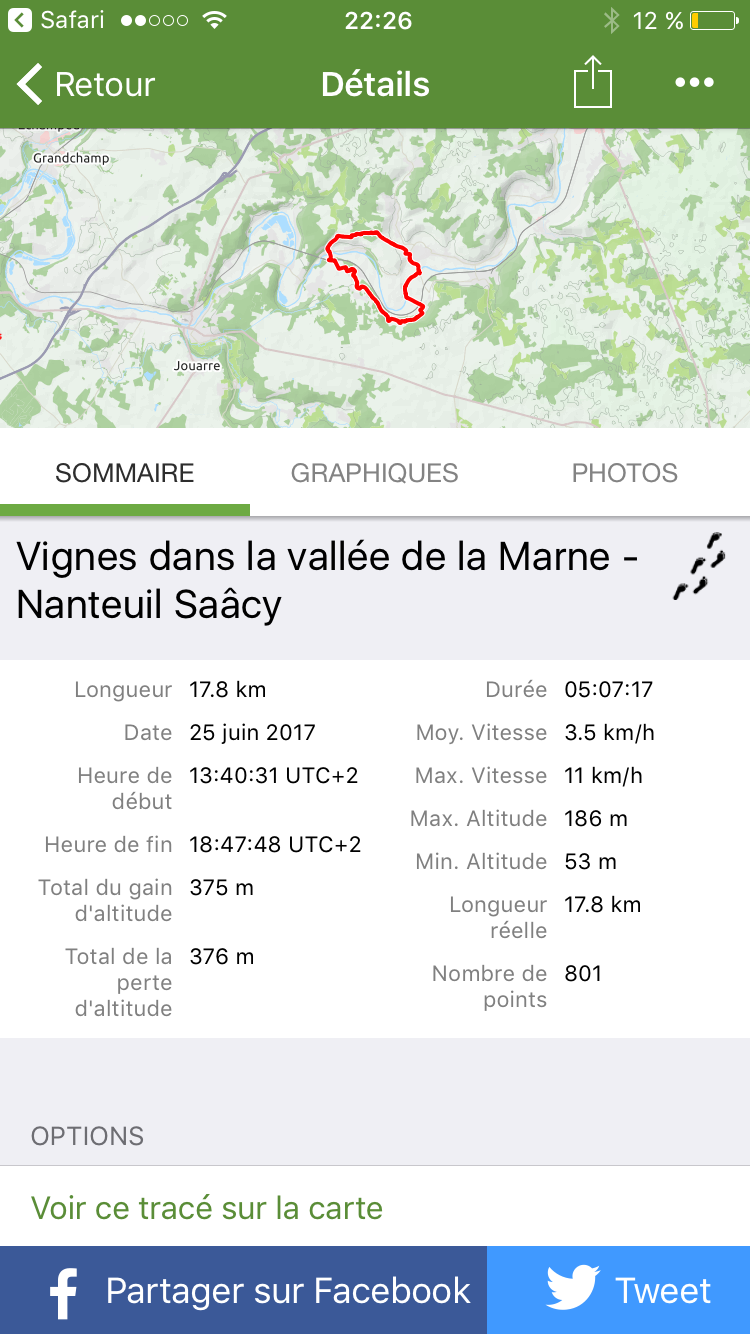 Safari
22:26
12 %
Retour
Détails
Grandchamp
Jouarre
SOMMAIRE
GRAPHIQUES
PHOTOS
Vignes dans la vallée de la Marne -
Nanteuil Saâcy
Longueur 17.8 km
Date 25 juin 2017
Heure de 13:40:31 UTC+2
début
Heure de fin 18:47:48 UTC+2
Total du gain 375 m
d'altitude
Total de la 376 m
perte
d'altitude
Durée 05:07:17
Moy. Vitesse 3.5 km/h
Max. Vitesse 11 km/h
Max. Altitude 186 m
Min. Altitude 53 m
Longueur 17.8 km
réelle
Nombre de 801
points
OPTIONS
Voir ce tracé sur la carte
Partager sur Facebook
Tweet